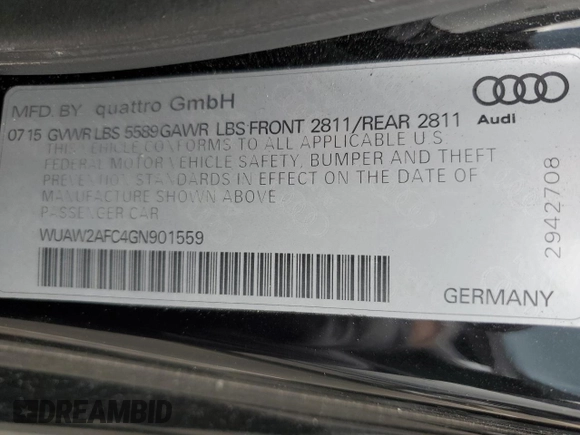 MFD. BY: quattro GmbH
0715 GVWR LBS 5589 GAWR LBS FRONT 2811/REAR 2811
Audi
THIS VEHICLE CONFORMS TO ALL APPLICABLE U.S.
FEDERAL MOTOR VEHICLE SAFETY, BUMPER AND THEFT
PREVENTION STANDARDS IN EFFECT ON THE DATE OF
MANUFACTURE SHOWN ABOVE
PASSENGER CAR
WUAW2AFC4GN901559
2942708
GERMANY
DREAMBID